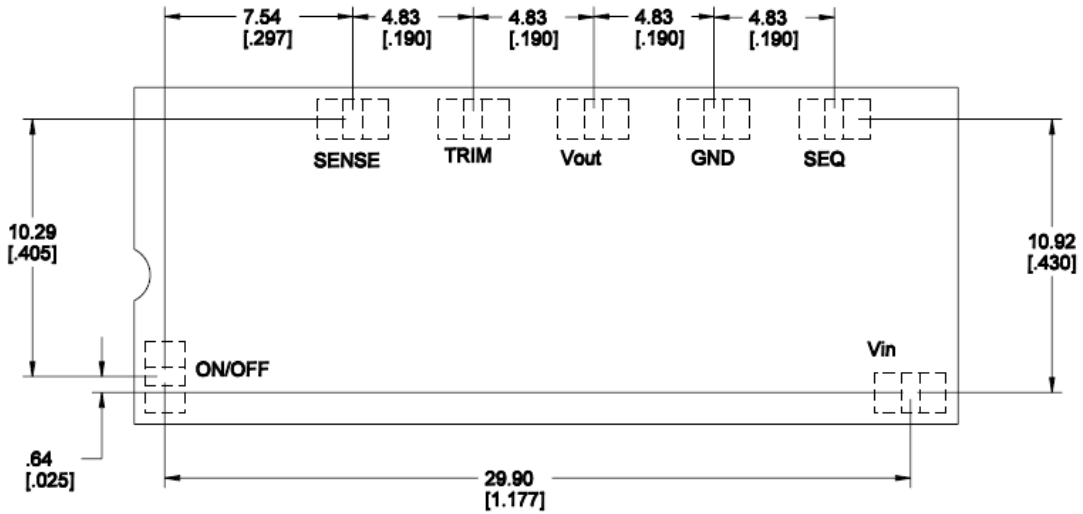 7.54
[.297]
4.83
[.190]
4.83
[.190]
4.83
[.190]
4.83
[.190]
SENSE
TRIM
Vout
GND
SEQ
10.29
[.405]
10.92
[.430]
ON/OFF
Vin
.64
[.025]
29.90
[1.177]